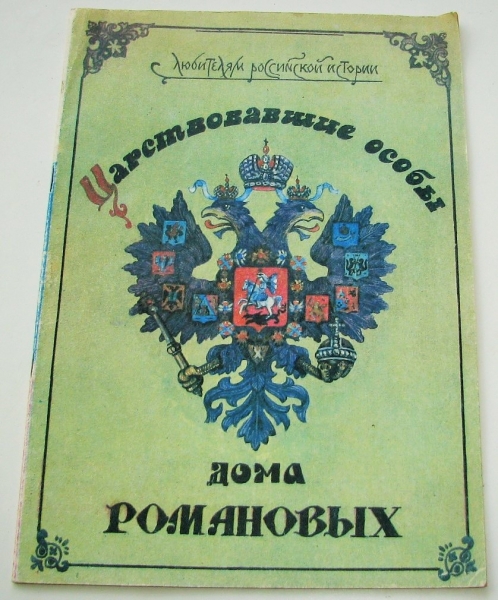 Любителям российской истории
Царствовавшие особы
дома
РОМАНОВЫХ